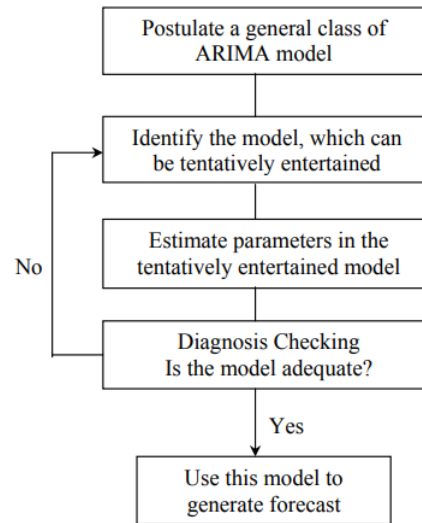 Postulate a general class of
ARIMA model
Identify the model, which can
be tentatively entertained
Estimate parameters in the
tentatively entertained model
No
Diagnosis Checking
Is the model adequate?
Yes
Use this model to
generate forecast